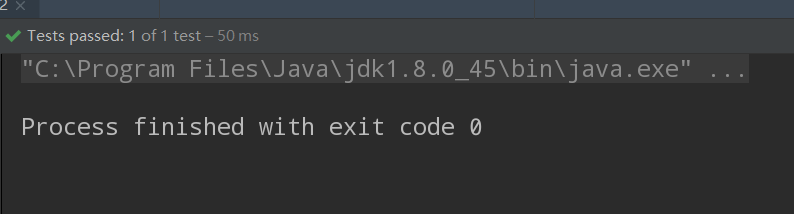 2 ×
Tests passed: 1 of 1 test – 50 ms
"C:\Program Files\Java\jdk1.8.0_45\bin\java.exe" ...
Process finished with exit code 0